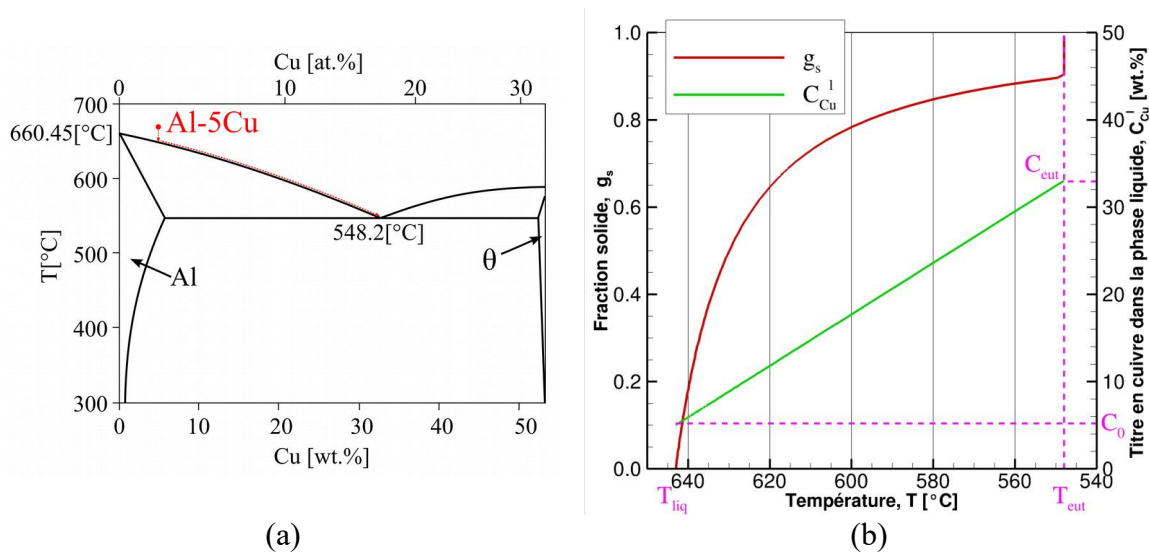 Cu [at.%]
0 10 20 30
700
660.45[°C]
Al-5Cu
600
548.2[°C]
500
T[°C]
Al
θ
400
300
0 10 20 30 40 50
Cu [wt.%]
(a)
1.0
0.8
0.6
0.4
0.2
0.0
Fraction solide, gs
gs
CCu l
50
40
30
20
10
0
Titre en cuivre dans la phase liquide, CCu l [wt.%]
Ceut
C0
640 620 600 580 560 540
Tliq
Température, T [°C]
Teut
(b)